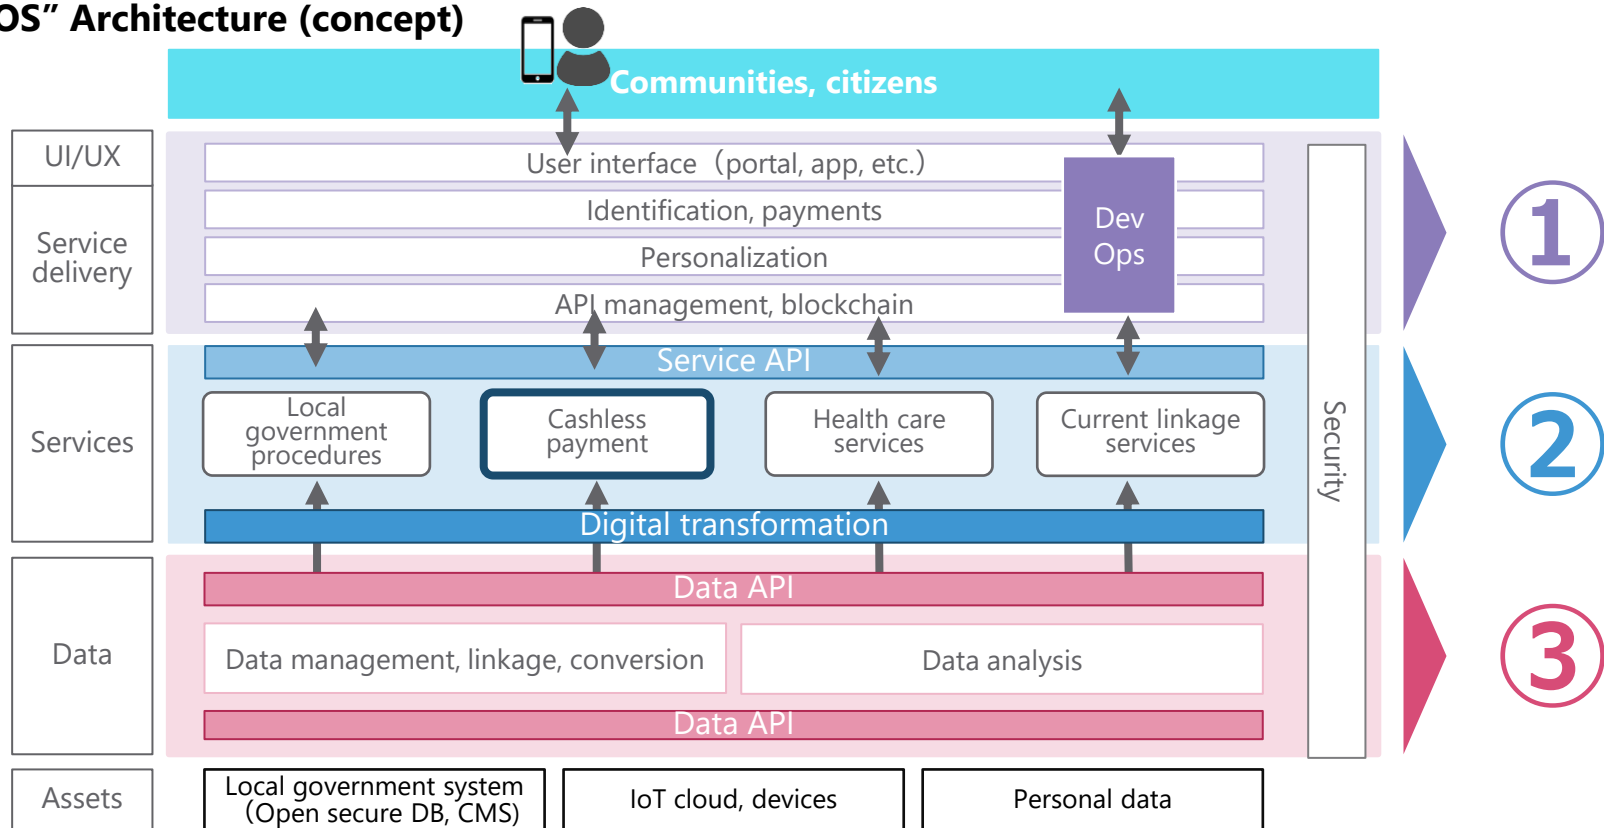 OS” Architecture (concept)
Communities, citizens
UI/UX
User interface（portal, app, etc.）
Service
delivery
Identification, payments
Dev
Ops
Personalization
API management, blockchain
①
Services
Service API
Local
government
procedures
Cashless
payment
Health care
services
Current linkage
services
Digital transformation
Security
②
Data
Data API
Data management, linkage, conversion
Data analysis
Data API
③
Assets
Local government system
（Open secure DB, CMS）
IoT cloud, devices
Personal data